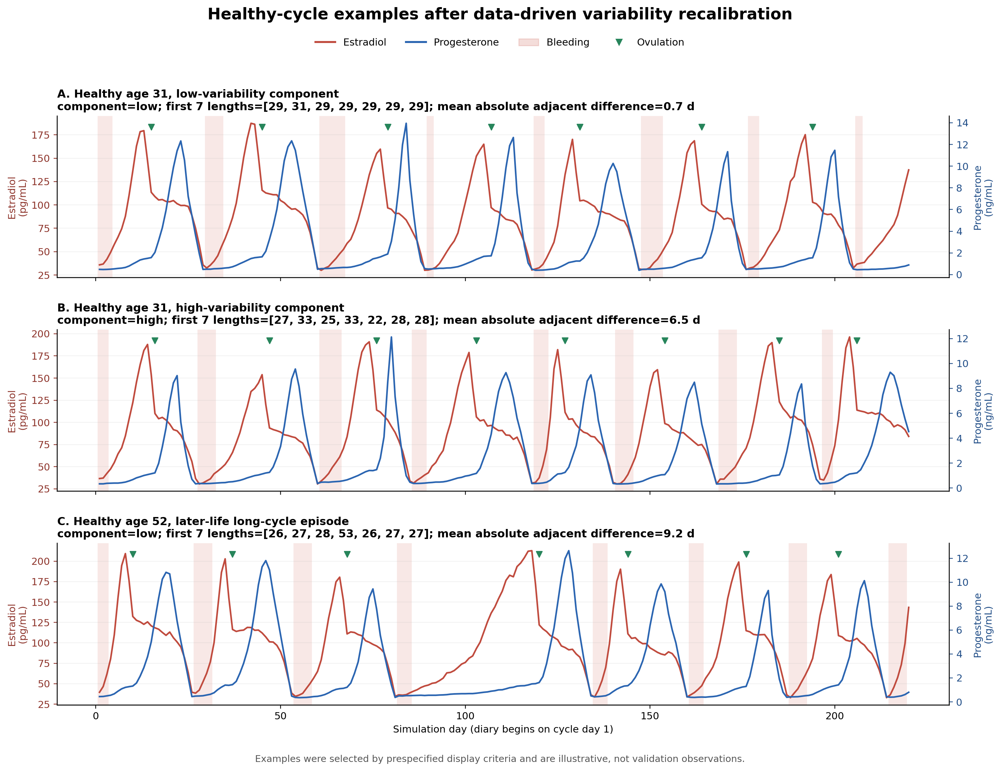 Healthy-cycle examples after data-driven variability recalibration
Estradiol
Progesterone
Bleeding
Ovulation
A. Healthy age 31, low-variability component
component=low; first 7 lengths=[29, 31, 29, 29, 29, 29, 29]; mean absolute adjacent difference=0.7 d
Estradiol
(pg/mL)
175
150
125
100
75
50
25
14
12
10
8
6
4
2
0
Progesterone
(ng/mL)
B. Healthy age 31, high-variability component
component=high; first 7 lengths=[27, 33, 25, 33, 22, 28, 28]; mean absolute adjacent difference=6.5 d
Estradiol
(pg/mL)
200
175
150
125
100
75
50
25
12
10
8
6
4
2
0
Progesterone
(ng/mL)
C. Healthy age 52, later-life long-cycle episode
component=low; first 7 lengths=[26, 27, 28, 53, 26, 27, 27]; mean absolute adjacent difference=9.2 d
Estradiol
(pg/mL)
200
175
150
125
100
75
50
25
12
10
8
6
4
2
0
Progesterone
(ng/mL)
0 50 100 150 200
Simulation day (diary begins on cycle day 1)
Examples were selected by prespecified display criteria and are illustrative, not validation observations.